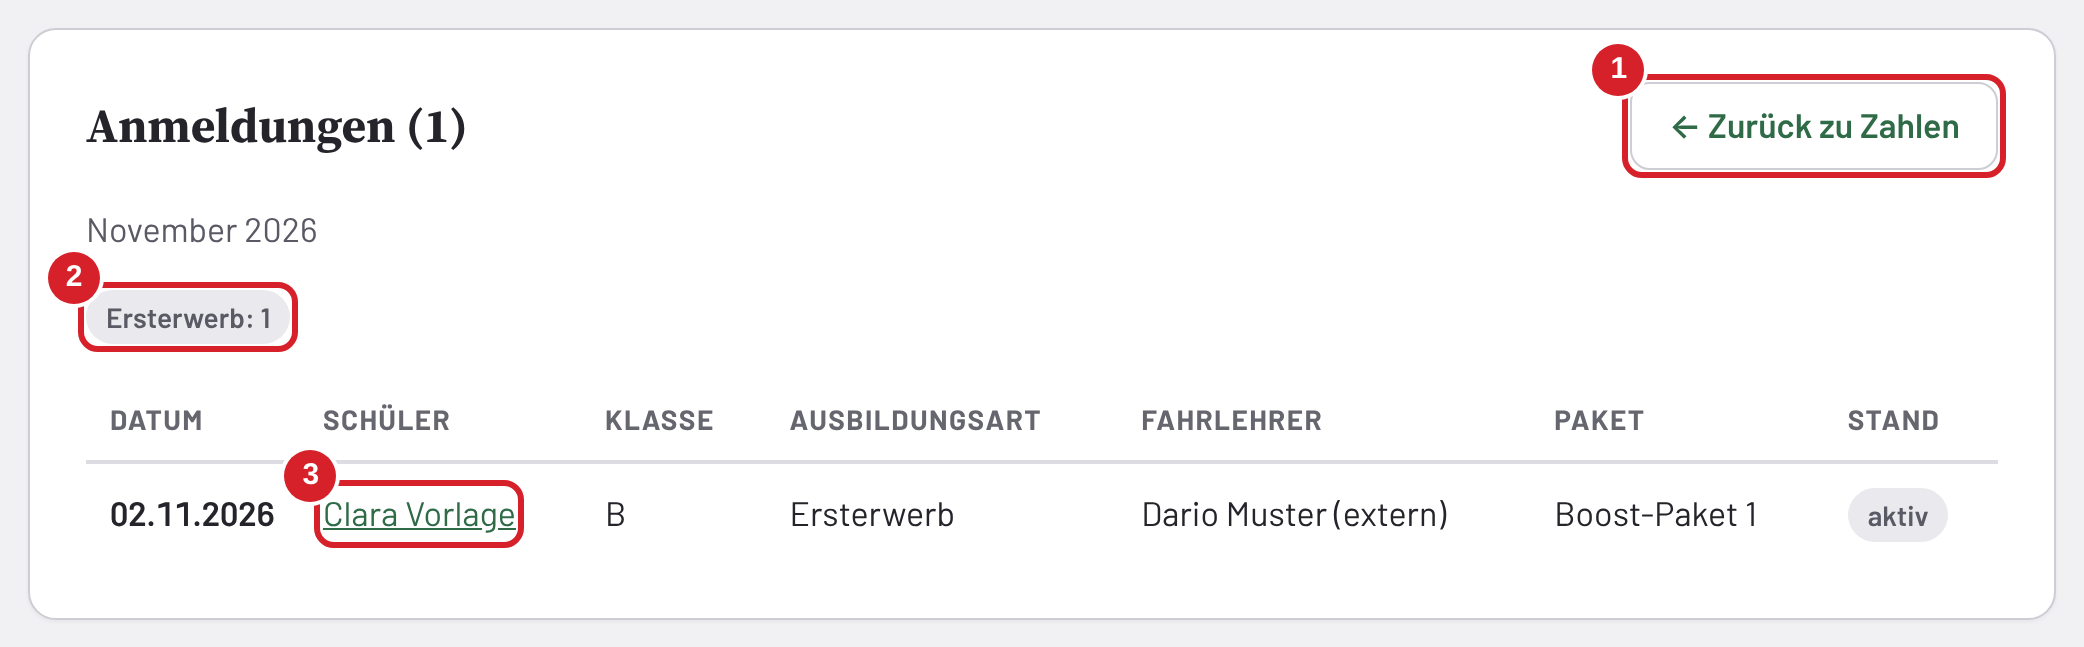 Anmeldungen (1)
1
← Zurück zu Zahlen
November 2026
2
Ersterwerb: 1
DATUM SCHÜLER KLASSE AUSBILDUNGSART FAHRLEHRER PAKET STAND
3
02.11.2026 Clara Vorlage B Ersterwerb Dario Muster (extern) Boost-Paket 1 aktiv